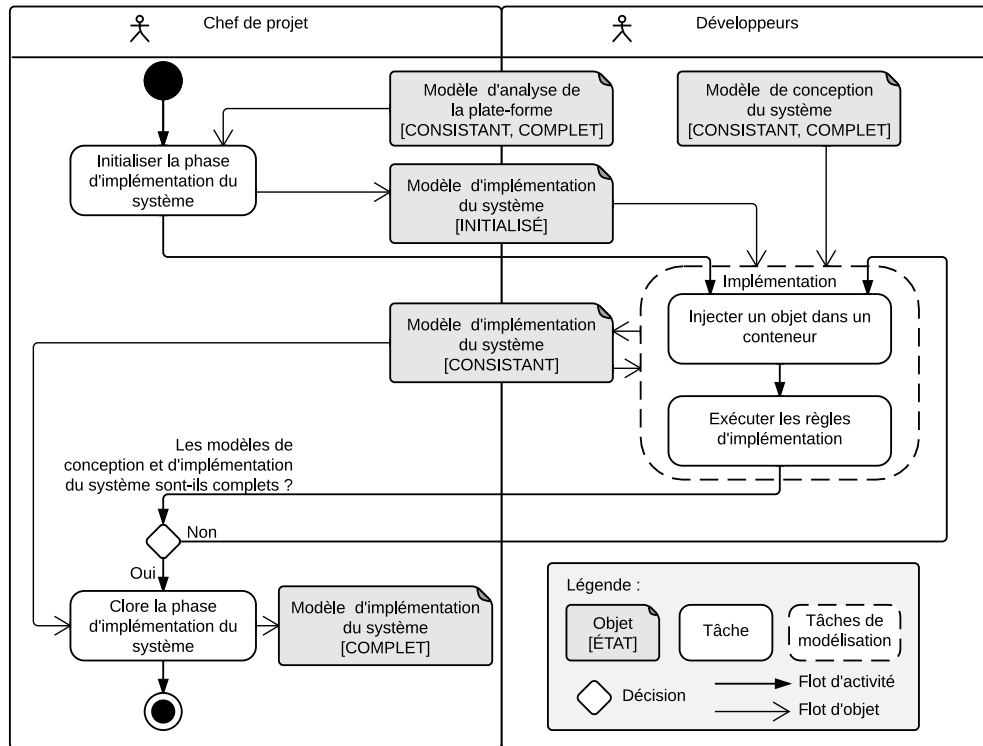 Chef de projet
Développeurs
Modèle d'analyse de
la plate-forme
[CONSISTANT, COMPLET]
Modèle de conception
du système
[CONSISTANT, COMPLET]
Initialiser la phase
d'implémentation du
système
Modèle d'implémentation
du système
[INITIALISÉ]
Implémentation
Injecter un objet dans un
conteneur
Modèle d'implémentation
du système
[CONSISTANT]
Exécuter les règles
d'implémentation
Les modèles de
conception et d'implémentation
du système sont-ils complets ?
Non
Oui
Clore la phase
d'implémentation du
système
Modèle d'implémentation
du système
[COMPLET]
Légende :
Objet
[ÉTAT]
Tâche
Tâches de
modélisation
Décision
Flot d'activité
Flot d'objet